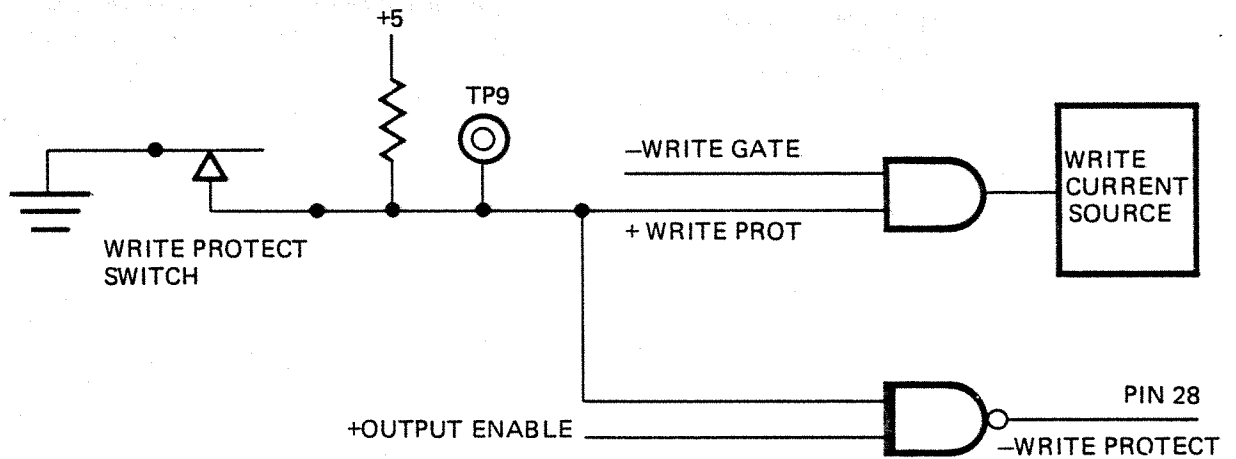 +5
TP9
–WRITE GATE
WRITE
CURRENT
SOURCE
+ WRITE PROT
WRITE PROTECT
SWITCH
PIN 28
+OUTPUT ENABLE
–WRITE PROTECT